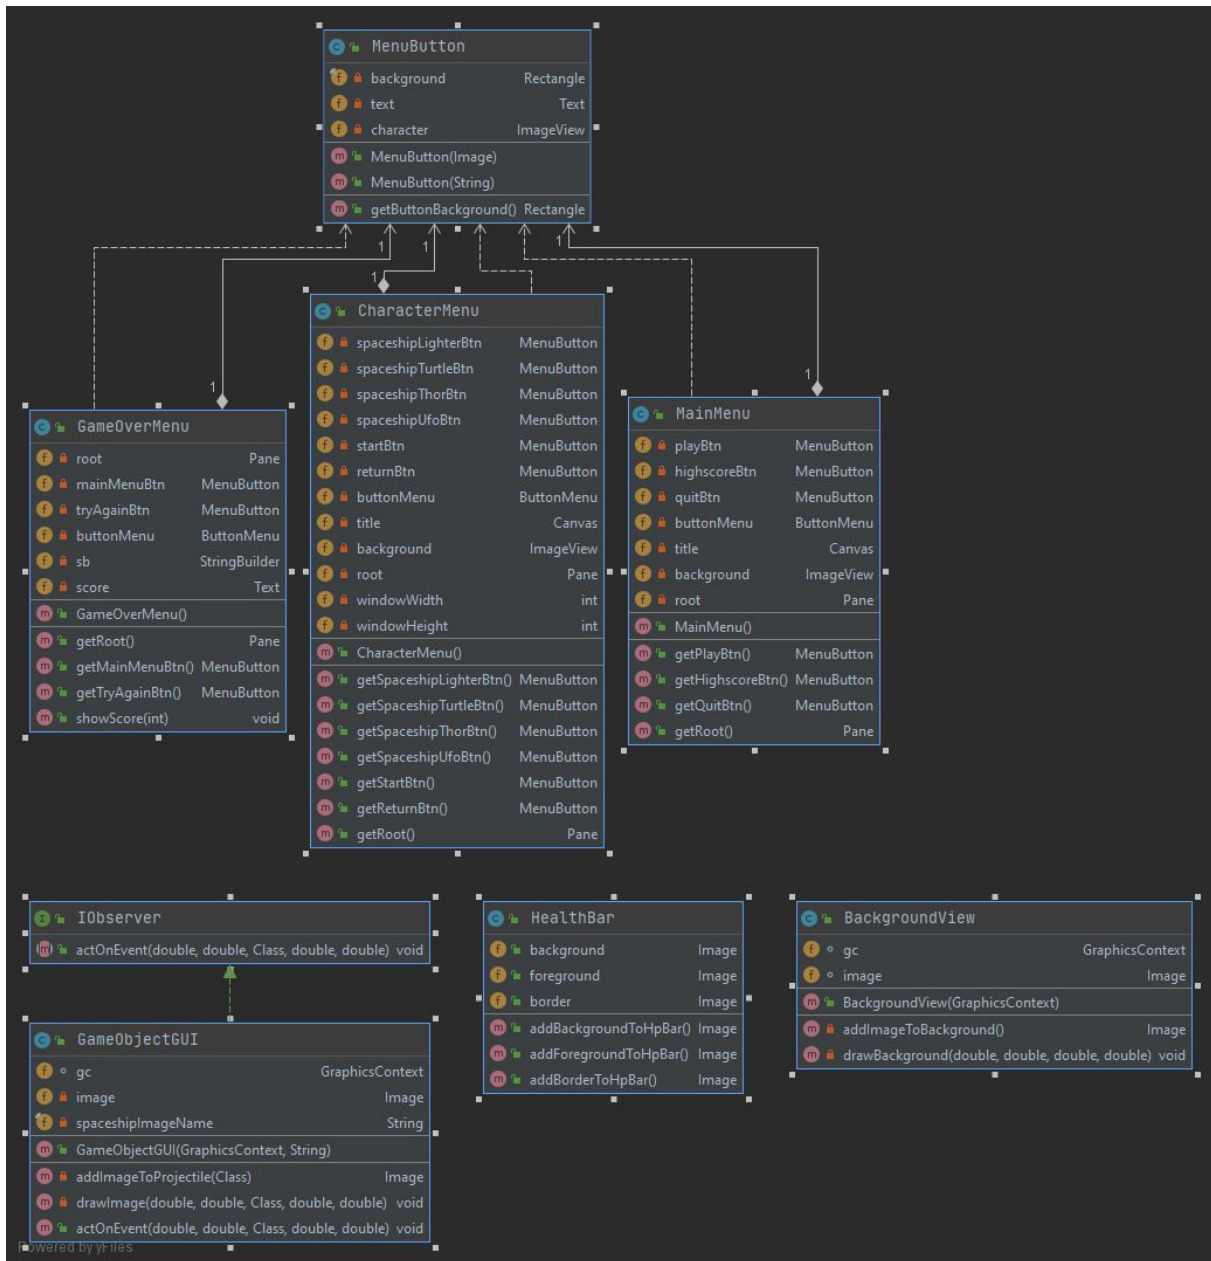 MenuButton
background Rectangle
text Text
character ImageView
MenuButton(Image)
MenuButton(String)
getButtonBackground() Rectangle
1 1 1
1
1
1
CharacterMenu
spaceshipLighterBtn MenuButton
spaceshipTurtleBtn MenuButton
spaceshipThorBtn MenuButton
spaceshipUfoBtn MenuButton
startBtn MenuButton
returnBtn MenuButton
buttonMenu ButtonMenu
title Canvas
background ImageView
root Pane
windowWidth int
windowHeight int
CharacterMenu()
getSpaceshipLighterBtn() MenuButton
getSpaceshipTurtleBtn() MenuButton
getSpaceshipThorBtn() MenuButton
getSpaceshipUfoBtn() MenuButton
getStartBtn() MenuButton
getReturnBtn() MenuButton
getRoot() Pane
GameOverMenu
root Pane
mainMenuBtn MenuButton
tryAgainBtn MenuButton
buttonMenu ButtonMenu
sb StringBuilder
score Text
GameOverMenu()
getRoot() Pane
getMainMenuBtn() MenuButton
getTryAgainBtn() MenuButton
showScore(int) void
MainMenu
playBtn MenuButton
highscoreBtn MenuButton
quitBtn MenuButton
buttonMenu ButtonMenu
title Canvas
background ImageView
root Pane
MainMenu()
getPlayBtn() MenuButton
getHighscoreBtn() MenuButton
getQuitBtn() MenuButton
getRoot() Pane
IObserver
actOnEvent(double, double, Class, double, double) void
HealthBar
background Image
foreground Image
border Image
addBackgroundToHpBar() Image
addForegroundToHpBar() Image
addBorderToHpBar() Image
BackgroundView
gc GraphicsContext
image Image
BackgroundView(GraphicsContext)
addImageToBackground() Image
drawBackground(double, double, double, double) void
GameObjectGUI
gc GraphicsContext
image Image
spaceshipImageName String
GameObjectGUI(GraphicsContext, String)
addImageToProjectile(Class) Image
drawImage(double, double, Class, double, double) void
actOnEvent(double, double, Class, double, double) void
Powered by yFiles